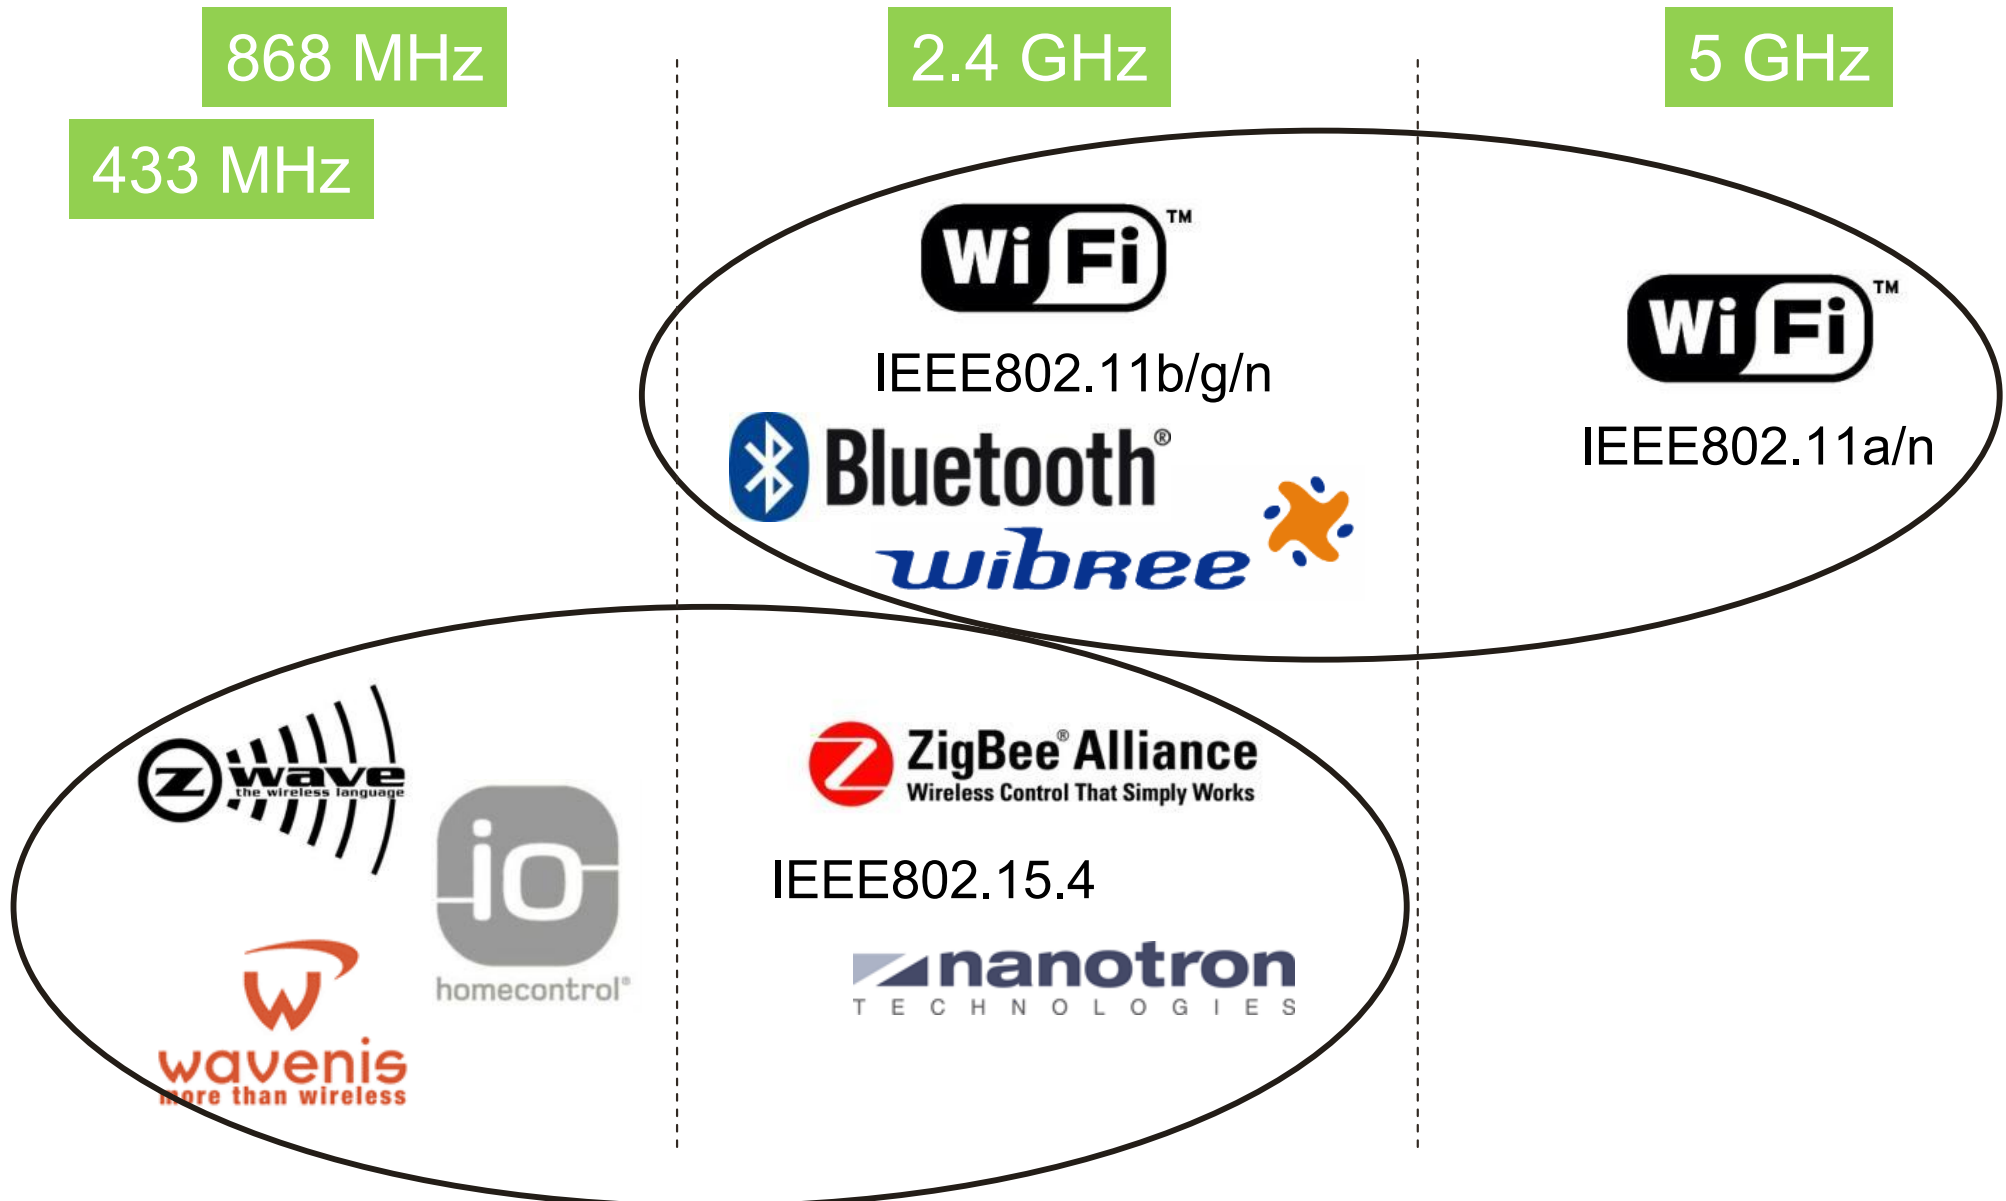 868 MHz
2.4 GHz
5 GHz
433 MHz
Wi Fi™
IEEE802.11b/g/n
Wi Fi™
IEEE802.11a/n
Bluetooth®
wibree
Z wave
the wireless language
io
homecontrol®
wavenis
more than wireless
ZigBee® Alliance
Wireless Control That Simply Works
IEEE802.15.4
nanotron
TECHNOLOGIES